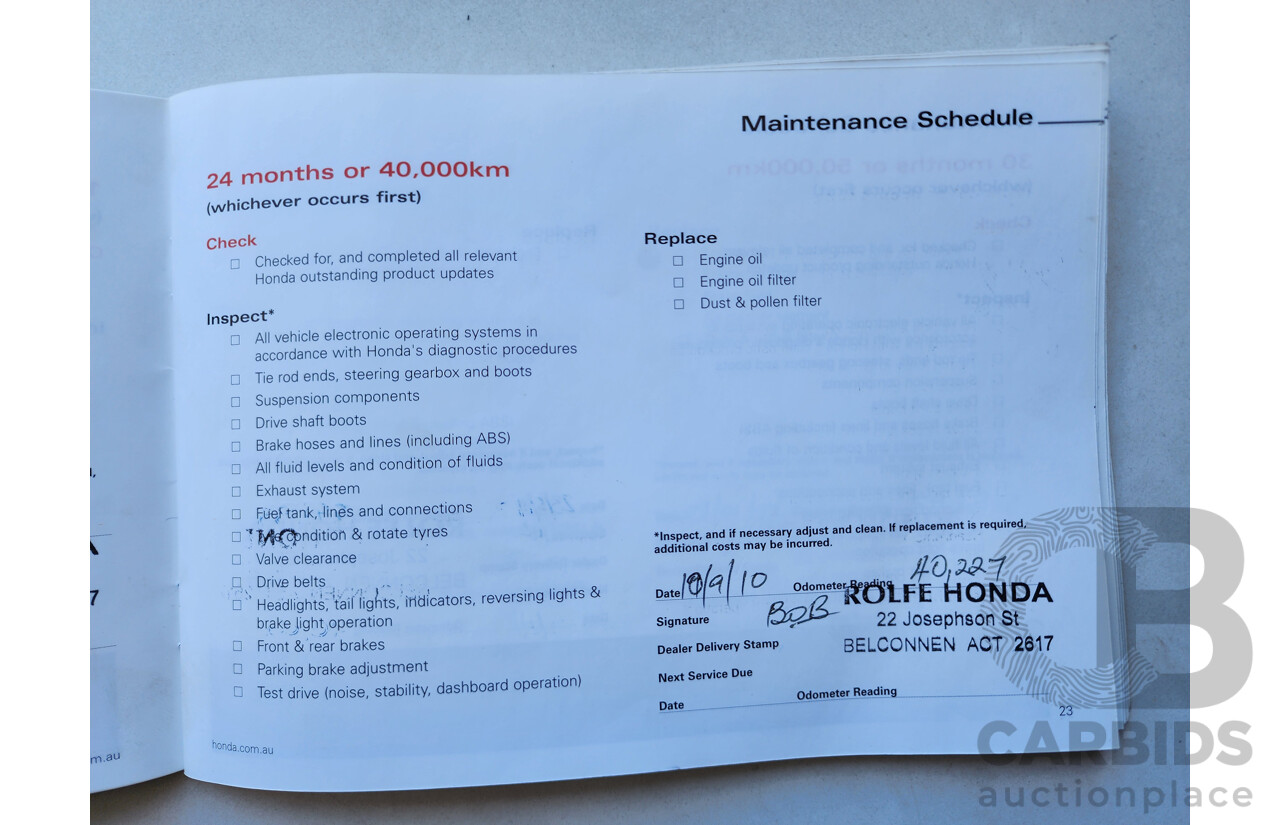 Maintenance Schedule
24 months or 40,000km
(whichever occurs first)
Check
Checked for, and completed all relevant
Honda outstanding product updates
Inspect*
All vehicle electronic operating systems in
accordance with Honda's diagnostic procedures
Tie rod ends, steering gearbox and boots
Suspension components
Drive shaft boots
Brake hoses and lines (including ABS)
All fluid levels and condition of fluids
Exhaust system
Fuel tank, lines and connections
Tyre condition & rotate tyres
Valve clearance
Drive belts
Headlights, tail lights, indicators, reversing lights &
brake light operation
Front & rear brakes
Parking brake adjustment
Test drive (noise, stability, dashboard operation)
honda.com.au
Replace
Engine oil
Engine oil filter
Dust & pollen filter
*Inspect, and if necessary adjust and clean. If replacement is required,
additional costs may be incurred.
Date 10/9/10 Odometer Reading 40,227
Signature BOB
ROLFE HONDA
22 Josephson St
BELCONNEN ACT 2617
Dealer Delivery Stamp
Next Service Due
Date Odometer Reading
23
m.au
7
CB
CARBIDS
auctionplace